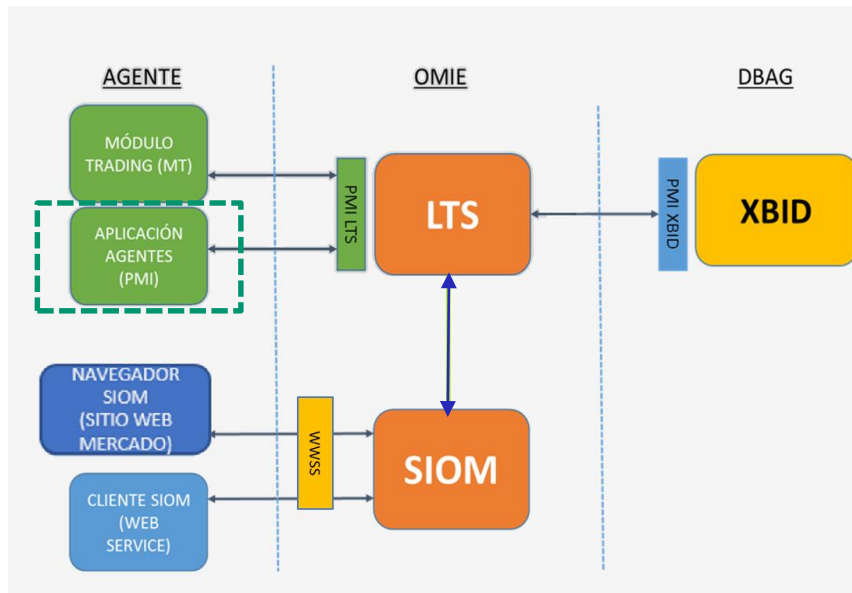 AGENTE
OMIE
DBAG
MÓDULO
TRADING (MT)
APLICACIÓN
AGENTES
(PMI)
PMI LTS
LTS
PMI XBID
XBID
NAVEGADOR
SIOM
(SITIO WEB
MERCADO)
WWSS
SIOM
CLIENTE SIOM
(WEB
SERVICE)